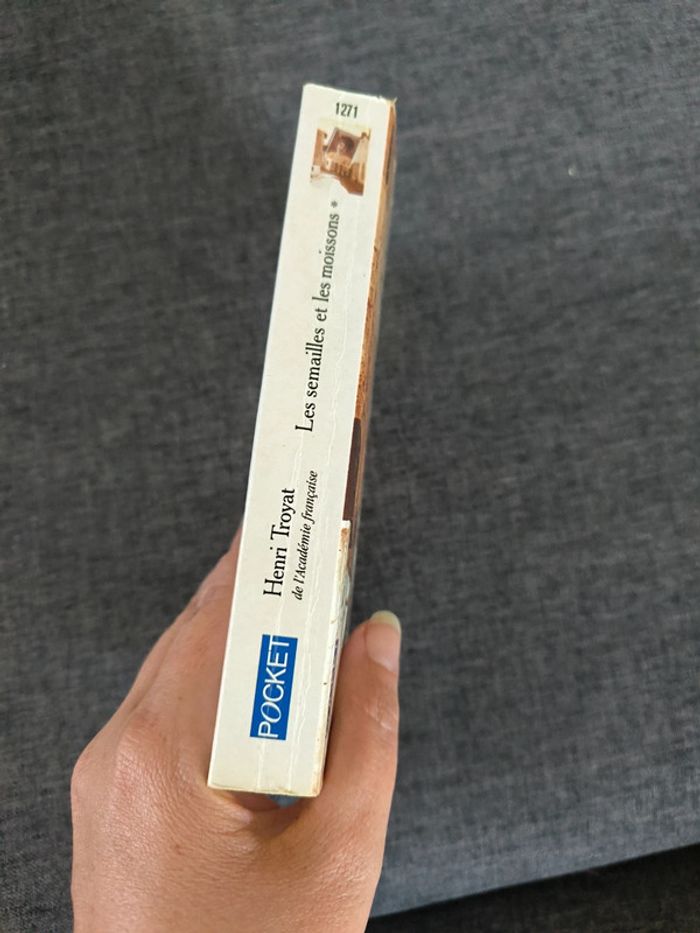 1271
Les semailles et les moissons *
Henri Troyat
de l'Académie française
POCKET